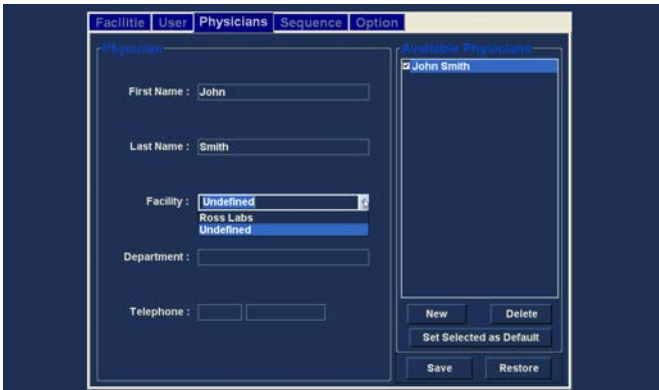 Facilitie User Physicians Sequence Option
Physician
First Name : John
Last Name : Smith
Facility : Undefined
Ross Labs
Undefined
Department :
Telephone :
Available Physicians
John Smith
New Delete
Set Selected as Default
Save Restore